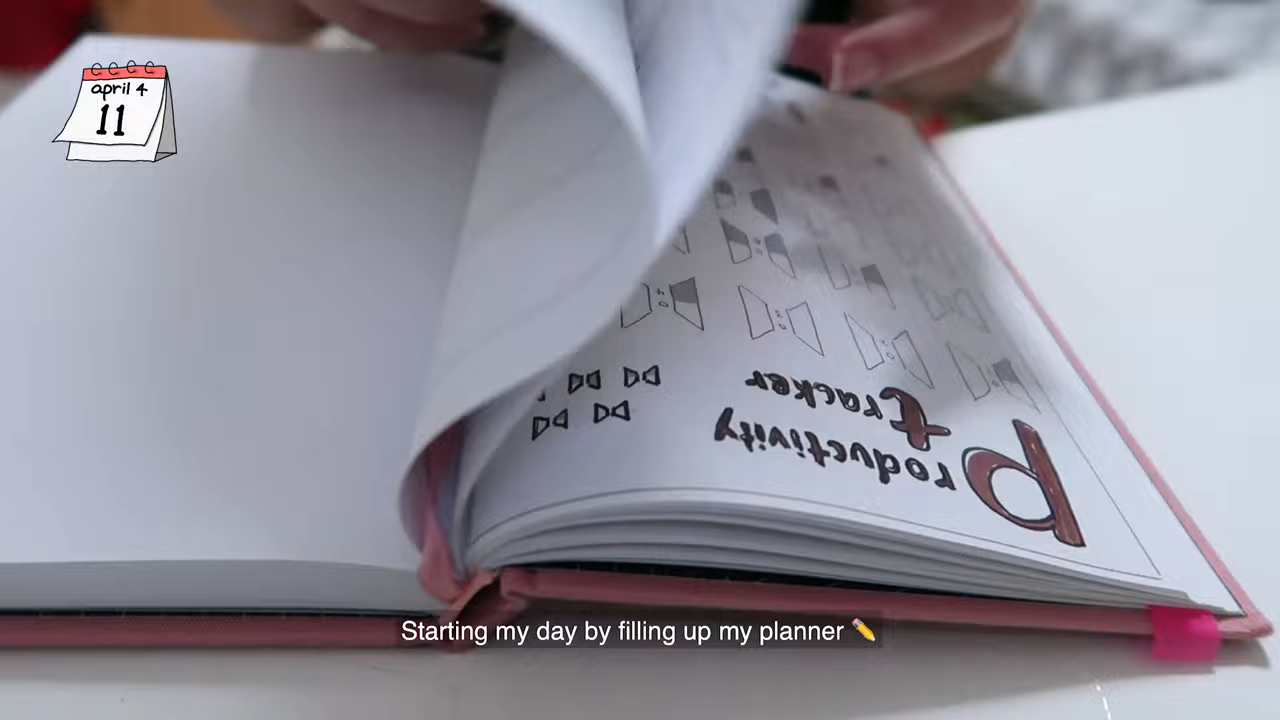 april 4
11
Productivity
tracker
Starting my day by filling up my planner ✏️